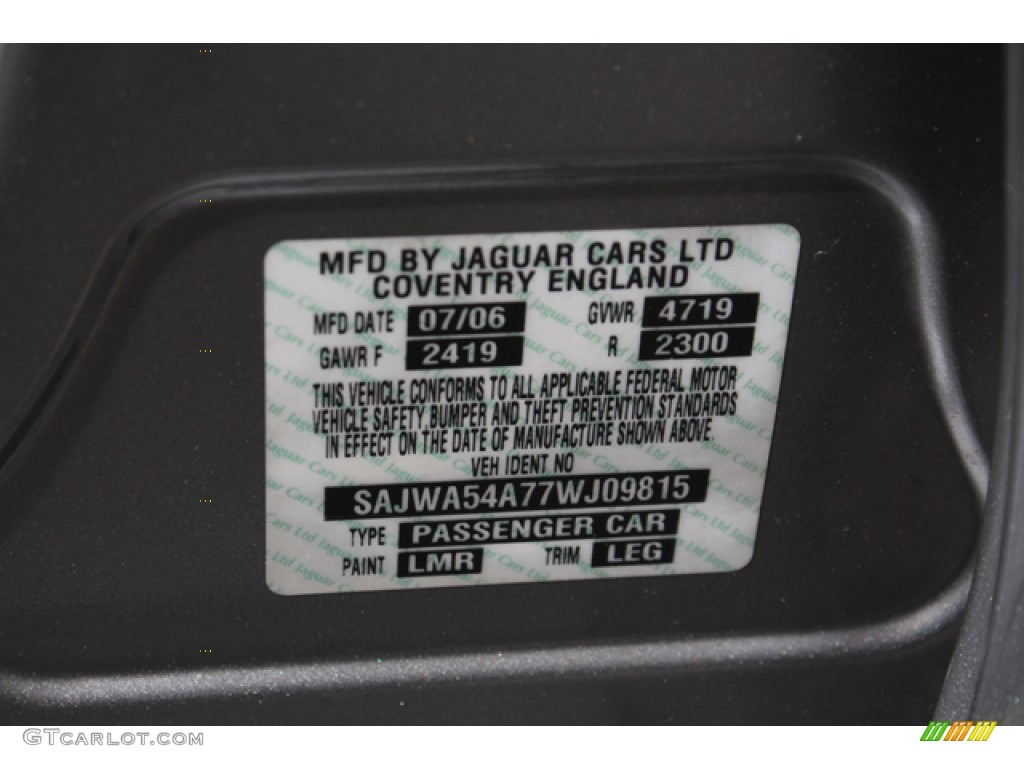 MFD BY JAGUAR CARS LTD
COVENTRY ENGLAND
MFD DATE 07/06 GVWR 4719
GAWR F 2419 R 2300
THIS VEHICLE CONFORMS TO ALL APPLICABLE FEDERAL MOTOR
VEHICLE SAFETY, BUMPER AND THEFT PREVENTION STANDARDS
IN EFFECT ON THE DATE OF MANUFACTURE SHOWN ABOVE.
VEH IDENT NO
SAJWA54A77WJ09815
TYPE PASSENGER CAR
PAINT LMR TRIM LEG
GTCARLOT.COM